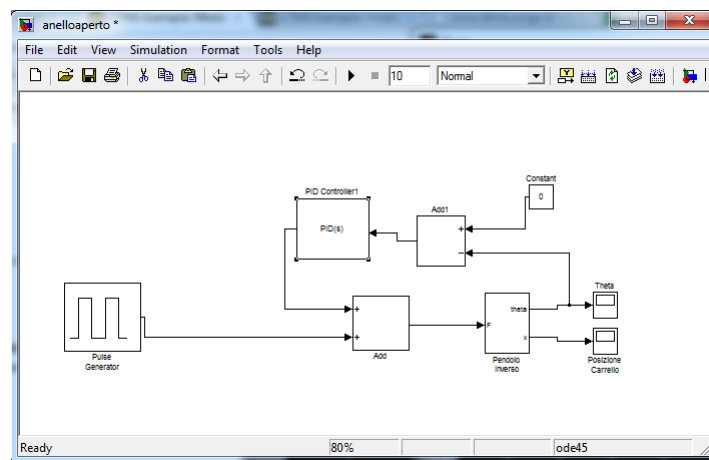 anelloaperto *
File Edit View Simulation Format Tools Help
10 Normal
Constant
0
PID Controller1
PID(s)
Add1
+
−
Theta
theta
+
+
F
x
Add
Pendolo
Inverso
Posizione
Carrello
Pulse
Generator
Ready 80% ode45